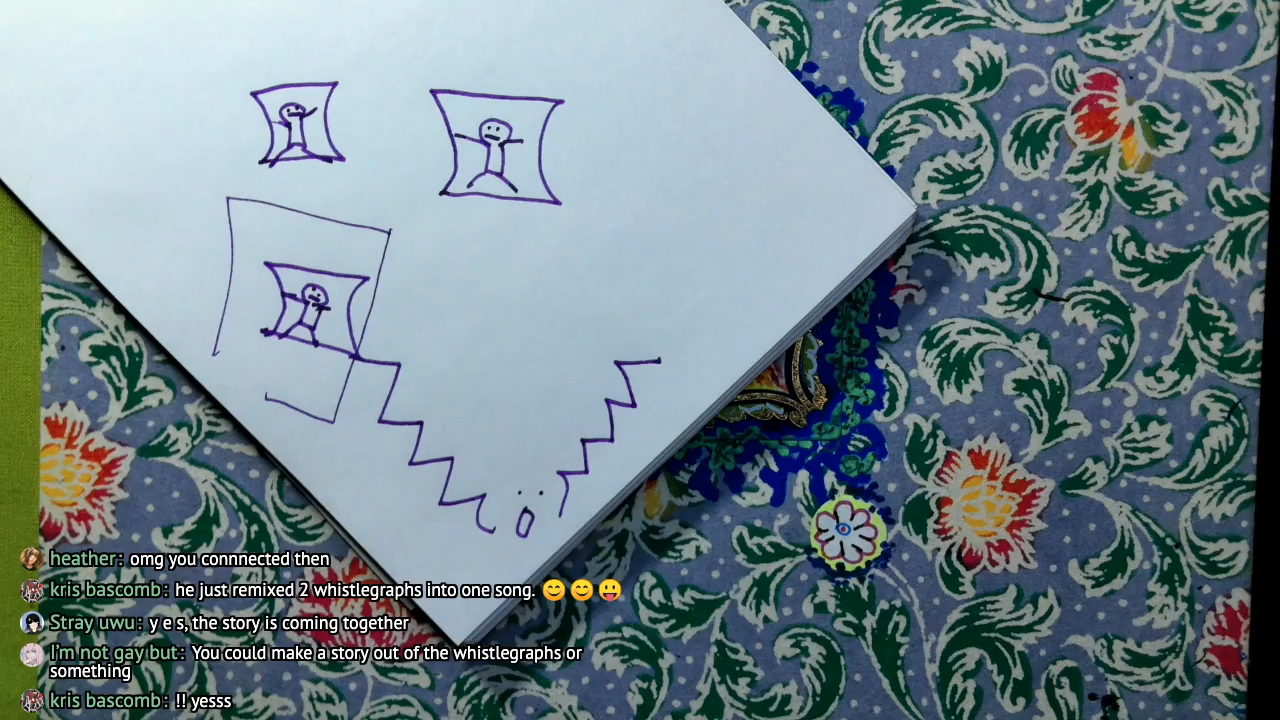 heather: omg you connnected then
kris bascomb: he just remixed 2 whistlegraphs into one song. 😊😊😛
Stray uwu: y e s, the story is coming together
I'm not gay but: You could make a story out of the whistlegraphs or
something
kris bascomb: !! yesss